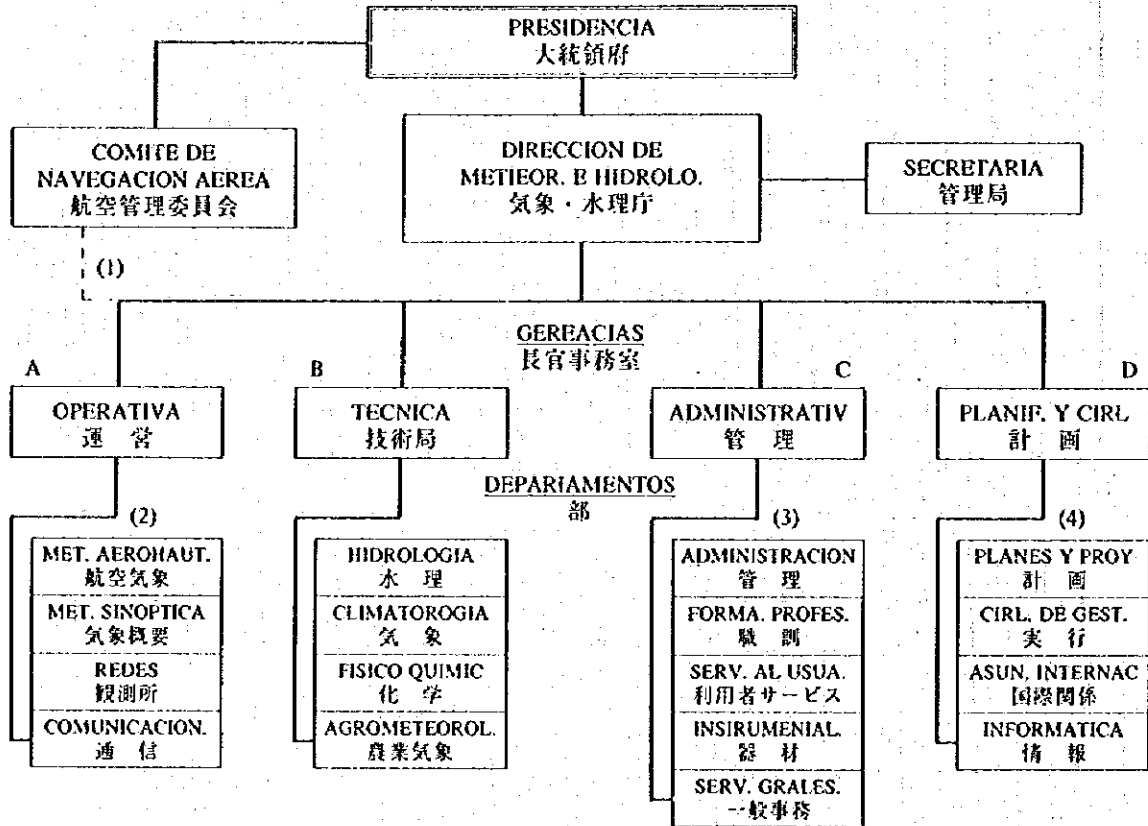 PRESIDENCIA
大統領府
COMITE DE
NAVEGACION AEREA
航空管理委員会
DIRECCION DE
METIEOR. E HIDROLO.
気象・水理庁
SECRETARIA
管理局
(1)
GEREACIAS
長官事務室
A
B
C
D
OPERATIVA
運 営
TECNICA
技術局
ADMINISTRATIV
管 理
PLANIF. Y CIRL
計 画
DEPARIAMENTOS
部
(2)
MET. AEROHAUT.
航空気象
MET. SINOPTICA
気象概要
REDES
観測所
COMUNICACION.
通 信
HIDROLOGIA
水 理
CLIMATOROGIA
気 象
FISICO QUIMIC
化 学
AGROMETEOROL.
農業気象
(3)
ADMINISTRACION
管 理
FORMA. PROFES.
職 訓
SERV. AL USUA.
利用者サービス
INSIRUMENIAL.
器 材
SERV. GRALES.
一般事務
(4)
PLANES Y PROY
計 画
CIRL. DE GEST.
実 行
ASUN, INTERNAC
国際関係
INFORMATICA
情 報